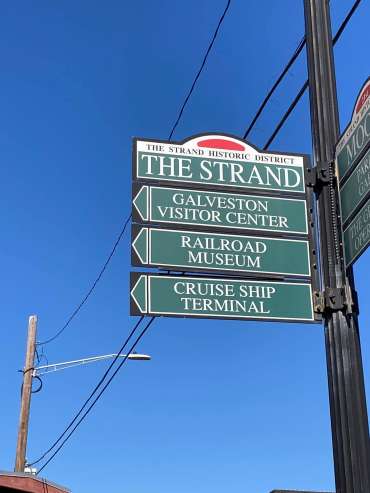 THE STRAND HISTORIC DISTRICT
THE STRAND
GALVESTON
VISITOR CENTER
RAILROAD
MUSEUM
CRUISE SHIP
TERMINAL